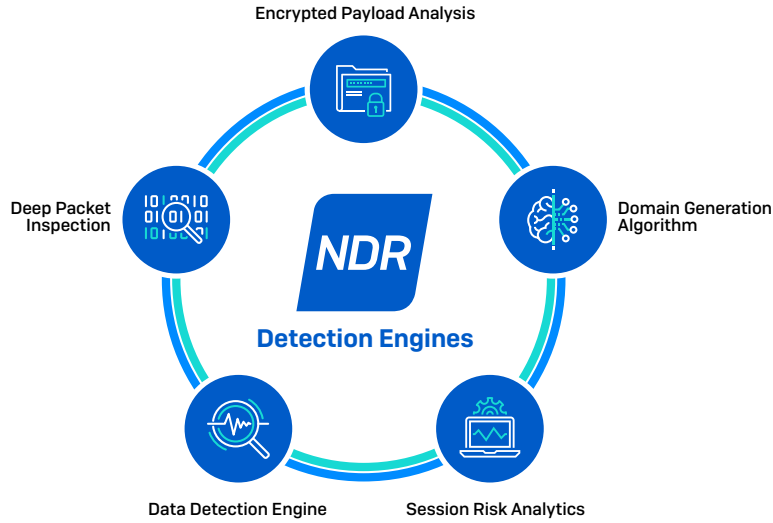 Encrypted Payload Analysis
Deep Packet
Inspection
Domain Generation
Algorithm
NDR
Detection Engines
Data Detection Engine
Session Risk Analytics